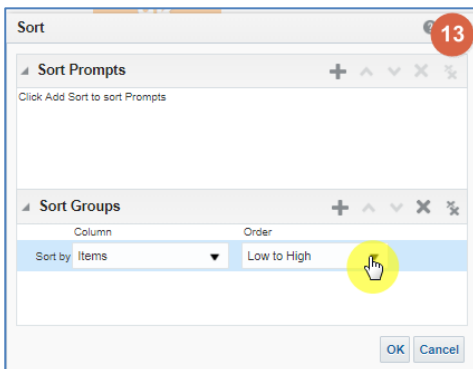 Sort
13
Sort Prompts
Click Add Sort to sort Prompts
Sort Groups
Column Order
Sort by Items Low to High
OK Cancel